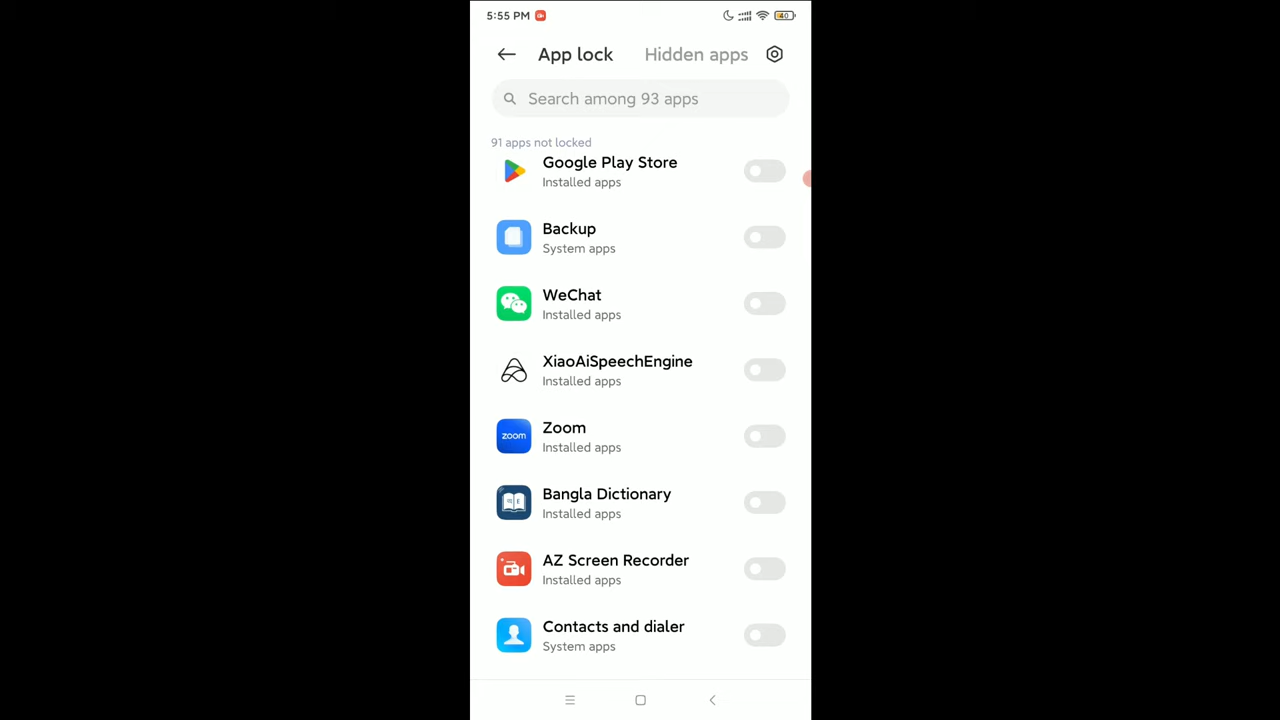 5:55 PM
40
App lock
Hidden apps
Search among 93 apps
91 apps not locked
Google Play Store
Installed apps
Backup
System apps
WeChat
Installed apps
XiaoAiSpeechEngine
Installed apps
zoom
Zoom
Installed apps
Bangla Dictionary
Installed apps
AZ Screen Recorder
Installed apps
Contacts and dialer
System apps